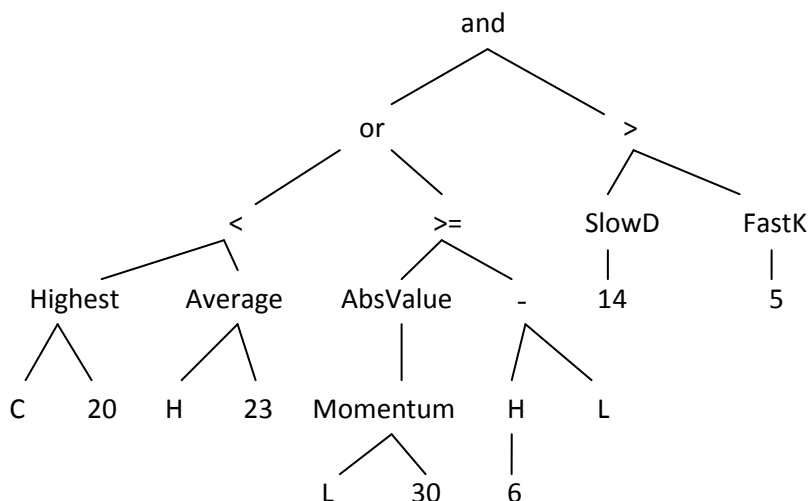 and
or >
< >= SlowD FastK
Highest Average AbsValue - 14 5
C 20 H 23 Momentum H L
L 30 6